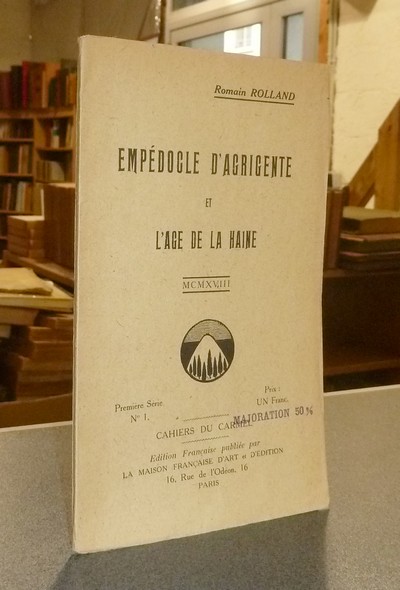 Romain ROLLAND
EMPÉDOCLE D'AGRIGENTE
ET
L'AGE DE LA HAINE
MCMXVIII
Première Série
N° 1.
Prix :
UN Franc.
MAJORATION 50 %
CAHIERS DU CARMEL
Edition Française publiée par
LA MAISON FRANÇAISE D'ART et D'ÉDITION
16, Rue de l'Odéon, 16
PARIS